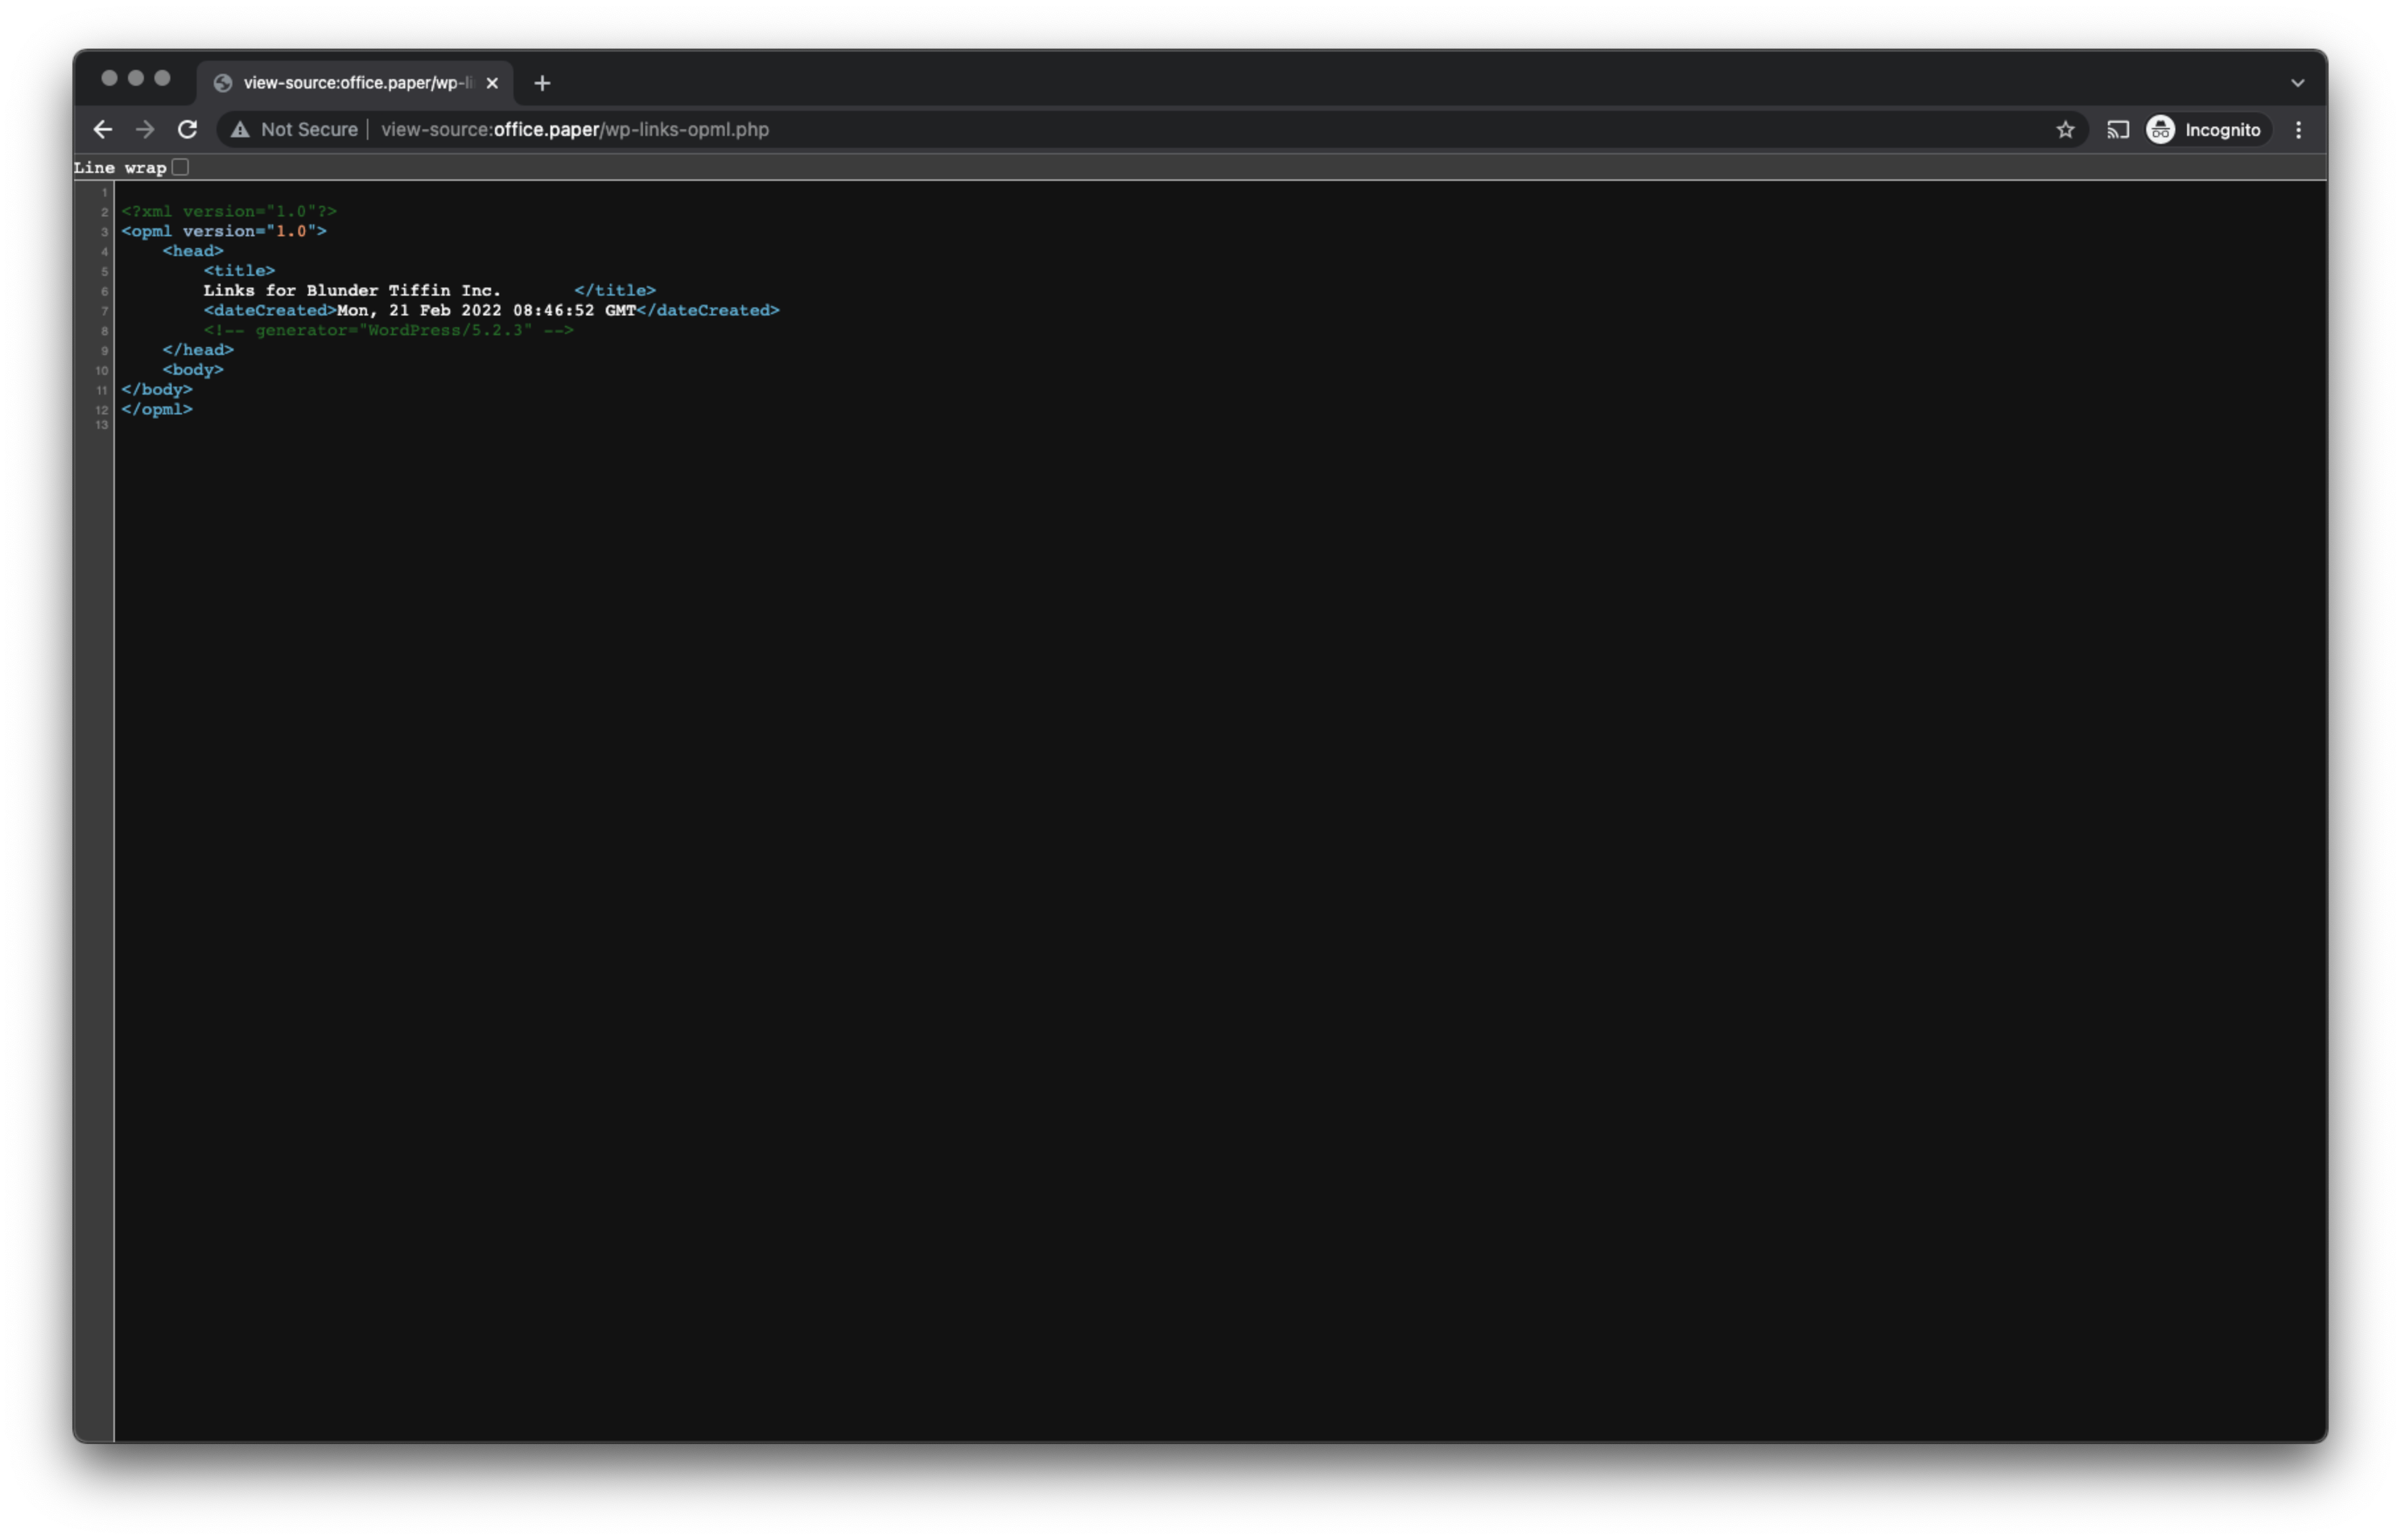 view-source:office.paper/wp-li
Not Secure | view-source:office.paper/wp-links-opml.php
Incognito
Line wrap
1
2 <?xml version="1.0"?>
3 <opml version="1.0">
4     <head>
5         <title>
6         Links for Blunder Tiffin Inc.       </title>
7         <dateCreated>Mon, 21 Feb 2022 08:46:52 GMT</dateCreated>
8         <!-- generator="WordPress/5.2.3" -->
9     </head>
10     <body>
11 </body>
12 </opml>
13